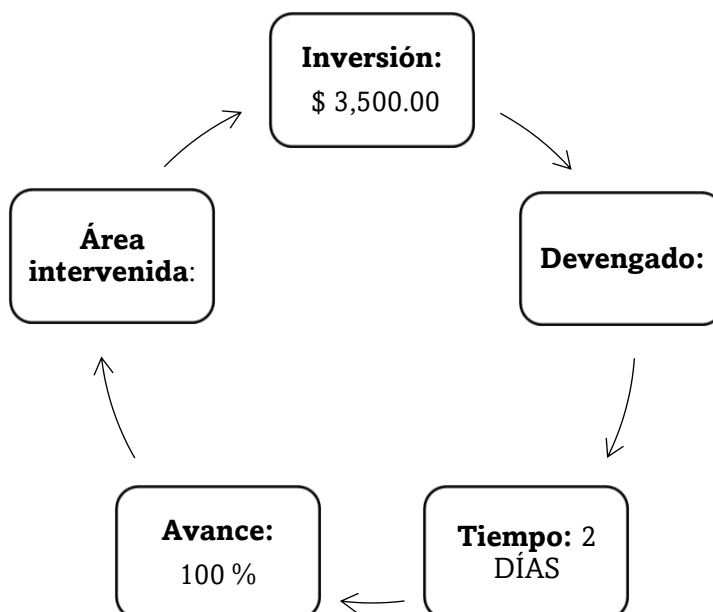 Inversión:
$ 3,500.00
Devengado:
Tiempo: 2
DÍAS
Avance:
100 %
Área
intervenida: